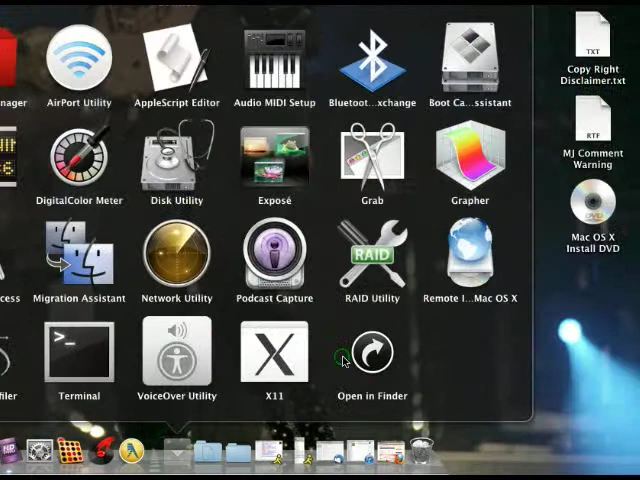 TXT
Copy Right
Disclaimer.txt
nager
AirPort Utility
AppleScript Editor
Audio MIDI Setup
Bluetoot...xchange
Boot Ca...ssistant
RTF
MJ Comment
Warning
DigitalColor Meter
Disk Utility
Exposé
Grab
Grapher
DVD
Mac OS X
Install DVD
RAID
cess
Migration Assistant
Network Utility
Podcast Capture
RAID Utility
Remote I...Mac OS X
>_
X
filer
Terminal
VoiceOver Utility
X11
Open in Finder